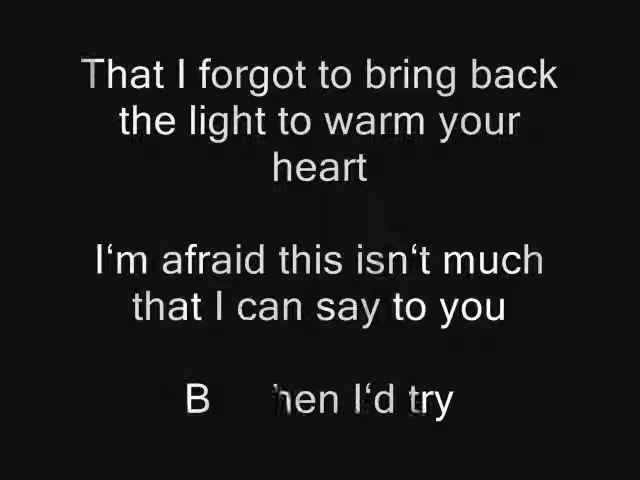 That I forgot to bring back
the light to warm your
heart
I‘m afraid this isn‘t much
that I can say to you
I‘d try